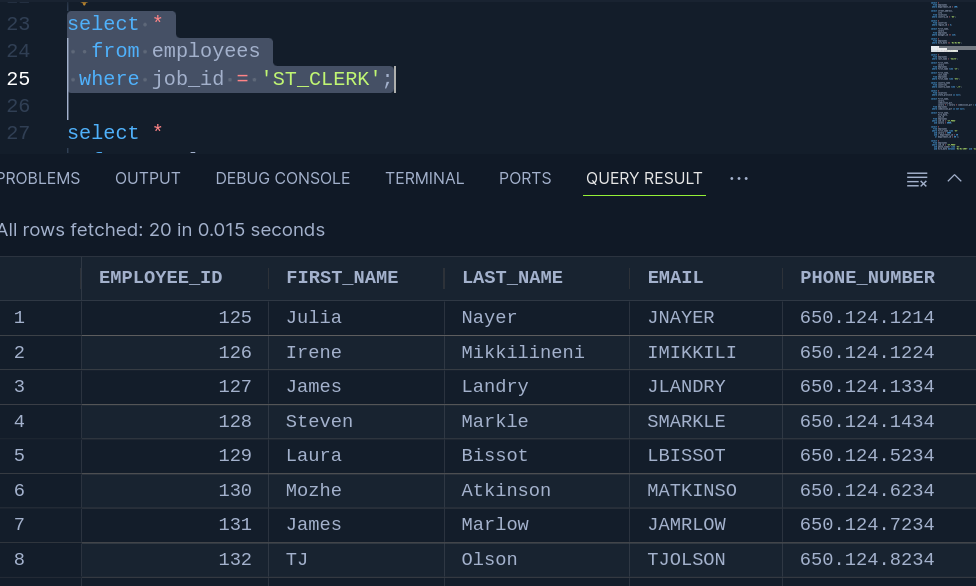 23 select *
24 from employees
25 where job_id = 'ST_CLERK';
26
27 select *
PROBLEMS OUTPUT DEBUG CONSOLE TERMINAL PORTS QUERY RESULT ...
All rows fetched: 20 in 0.015 seconds
EMPLOYEE_ID FIRST_NAME LAST_NAME EMAIL PHONE_NUMBER
1 125 Julia Nayer JNAYER 650.124.1214
2 126 Irene Mikkilineni IMIKKILI 650.124.1224
3 127 James Landry JLANDRY 650.124.1334
4 128 Steven Markle SMARKLE 650.124.1434
5 129 Laura Bissot LBISSOT 650.124.5234
6 130 Mozhe Atkinson MATKINSO 650.124.6234
7 131 James Marlow JAMRLOW 650.124.7234
8 132 TJ Olson TJOLSON 650.124.8234